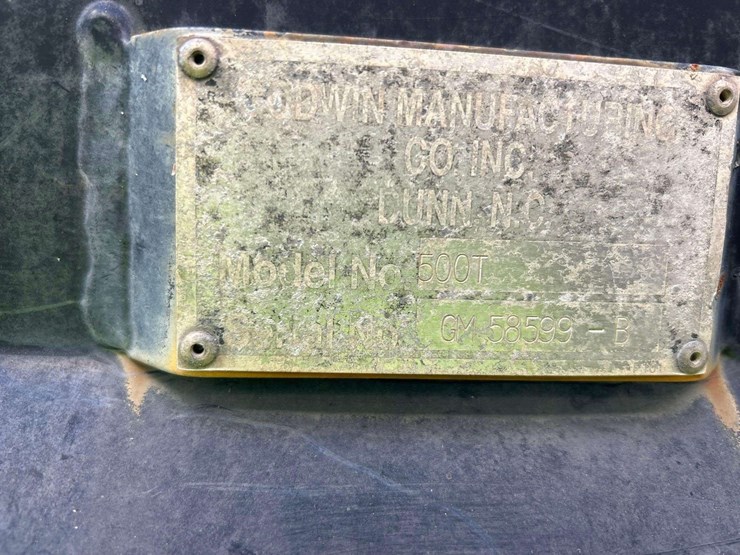 MANUFACTURING
CO. INC.
DUNN N.C.
Model No 500T
GM 58599 - B